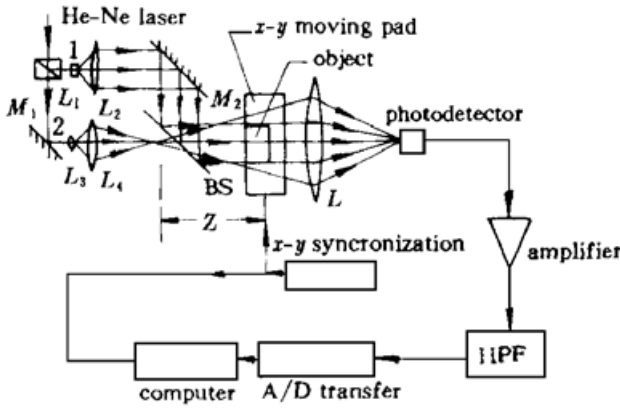 He-Ne laser
x-y moving pad
1
object
M1
L1
L2
M2
photodetector
2
L3
L4
BS
L
Z
x-y syncronization
amplifier
HPF
computer
A/D transfer